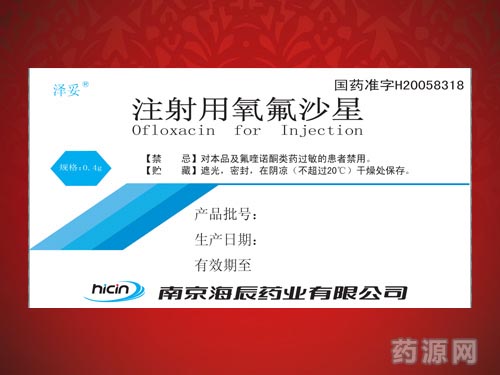 泽妥®
国药准字H20058318
注射用氧氟沙星
Ofloxacin for Injection
规格:0.4g
【禁 忌】对本品及氟喹诺酮类药过敏的患者禁用。
【贮 藏】遮光，密封，在阴凉（不超过20℃）干燥处保存。
产品批号:
生产日期:
有效期至
hicin 南京海辰药业有限公司
药源网